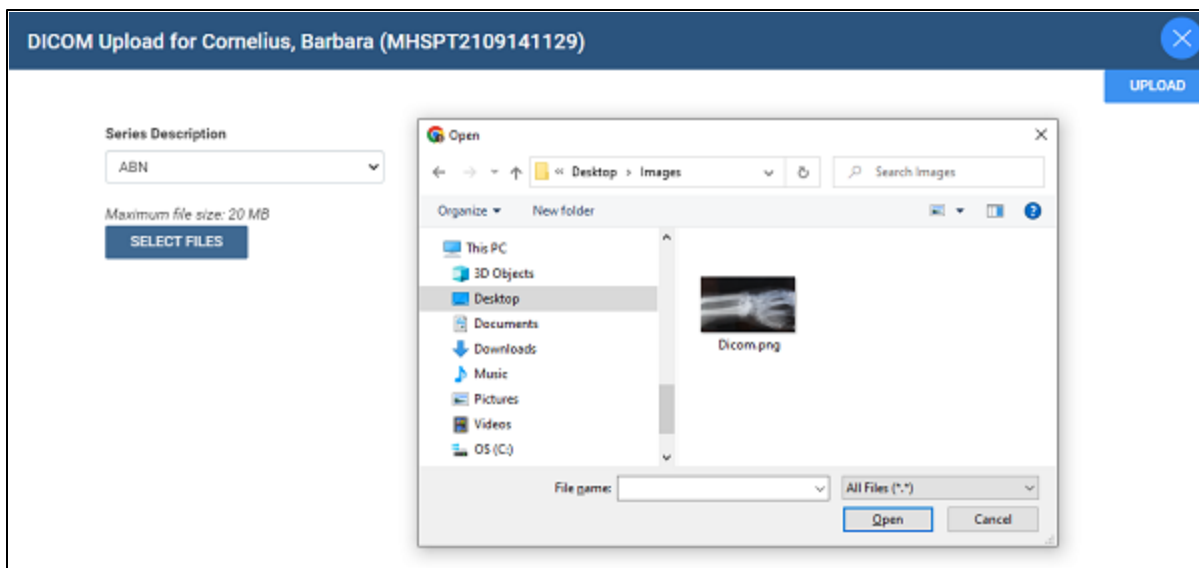 DICOM Upload for Cornelius, Barbara (MHSPT2109141129)
UPLOAD
Series Description
ABN
Maximum file size: 20 MB
SELECT FILES
Open
« Desktop › Images
Search Images
Organize
New folder
This PC
3D Objects
Desktop
Documents
Downloads
Music
Pictures
Videos
OS (C:)
Dicom.png
File name:
All Files (*.*)
Open
Cancel